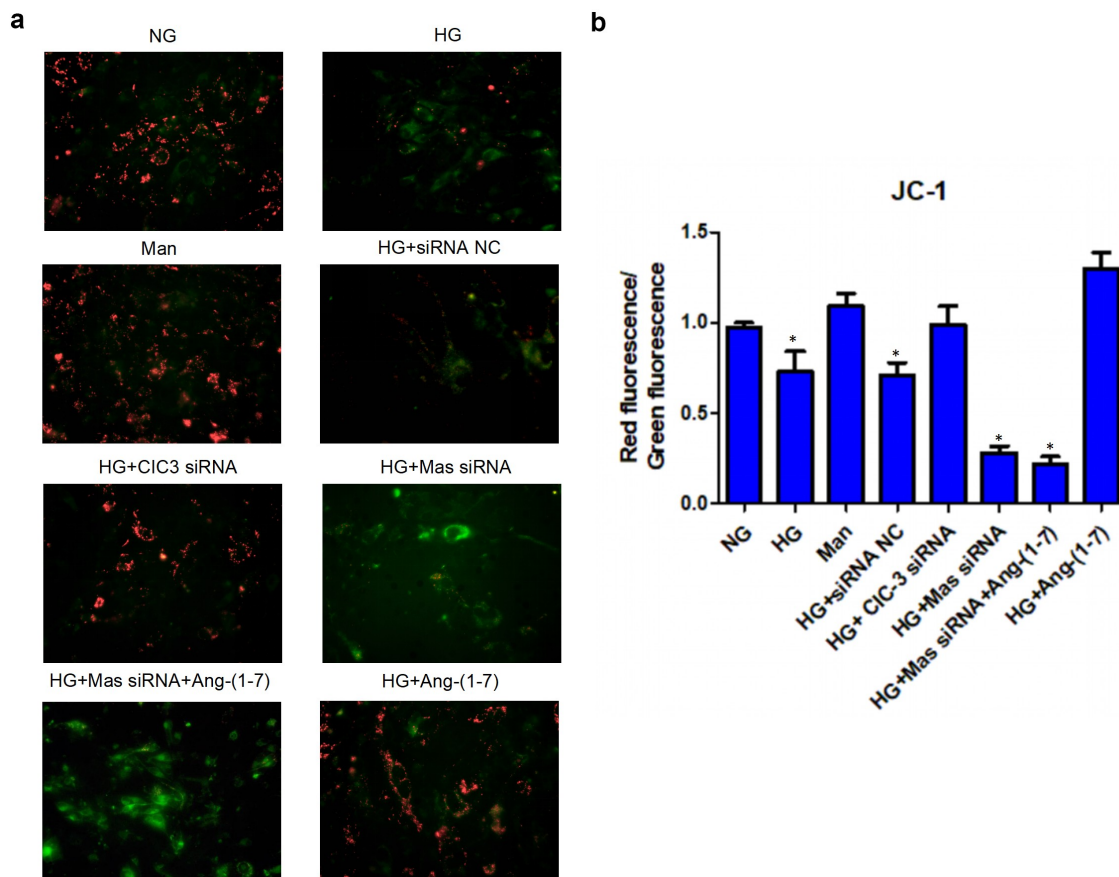 a
NG
HG
Man
HG+siRNA NC
HG+ClC3 siRNA
HG+Mas siRNA
HG+Mas siRNA+Ang-(1-7)
HG+Ang-(1-7)
b
JC-1
Red fluorescence/
Green fluorescence
1.5
1.0
0.5
0.0
*
*
*
*
NG
HG
Man
HG+siRNA NC
HG+ ClC-3 siRNA
HG+Mas siRNA
HG+Mas siRNA+Ang-(1-7)
HG+Ang-(1-7)